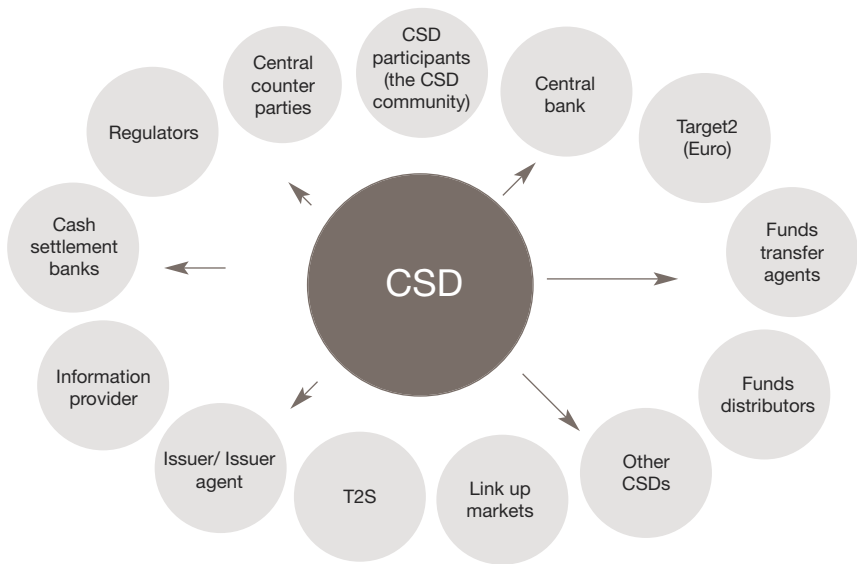 CSD
participants
(the CSD
community)
Central
counter
parties
Central
bank
Regulators
Target2
(Euro)
Cash
settlement
banks
Funds
transfer
agents
CSD
Information
provider
Funds
distributors
Issuer/ Issuer
agent
T2S
Link up
markets
Other
CSDs